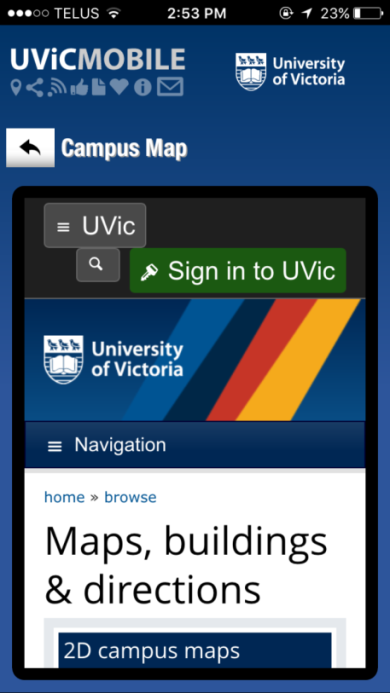 TELUS 2:53 PM 23%
UViCMOBILE
University
of Victoria
Campus Map
≡ UVic
Sign in to UVic
University
of Victoria
≡ Navigation
home » browse
Maps, buildings
& directions
2D campus maps